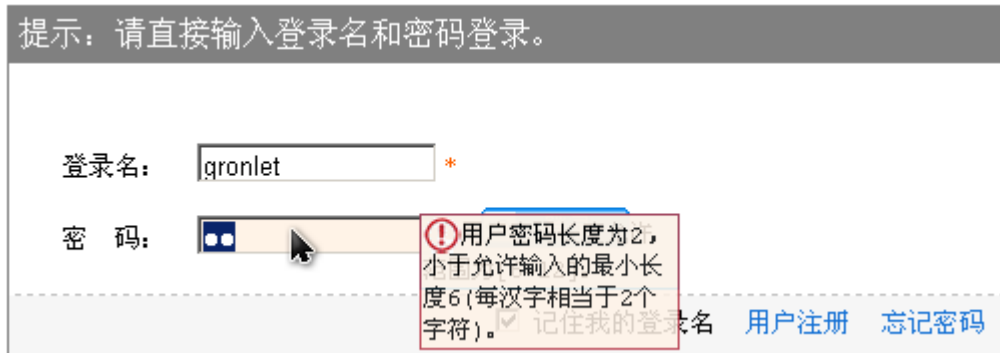 提示：请直接输入登录名和密码登录。
登录名：
gronlet
*
密 码：
用户密码长度为2，
小于允许输入的最小长
度6(每汉字相当于2个
字符)。
记住我的登录名 用户注册 忘记密码